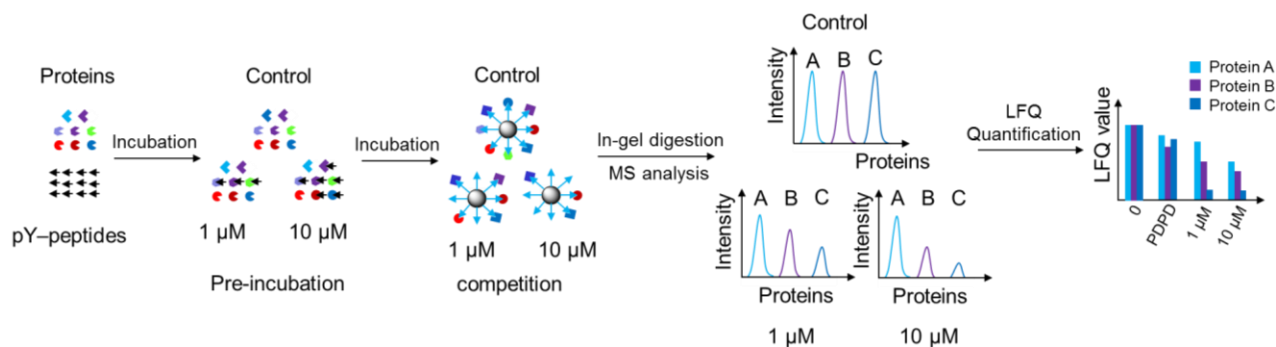 Proteins
pY–peptides
Incubation
Control
1 μM
10 μM
Pre-incubation
Incubation
Control
1 μM
10 μM
competition
In-gel digestion
MS analysis
Control
A B C
Intensity
Proteins
A B C
Intensity
Proteins
1 μM
A B C
Intensity
Proteins
10 μM
LFQ
Quantification
Protein A
Protein B
Protein C
LFQ value
0
PDPD
1 μM
10 μM